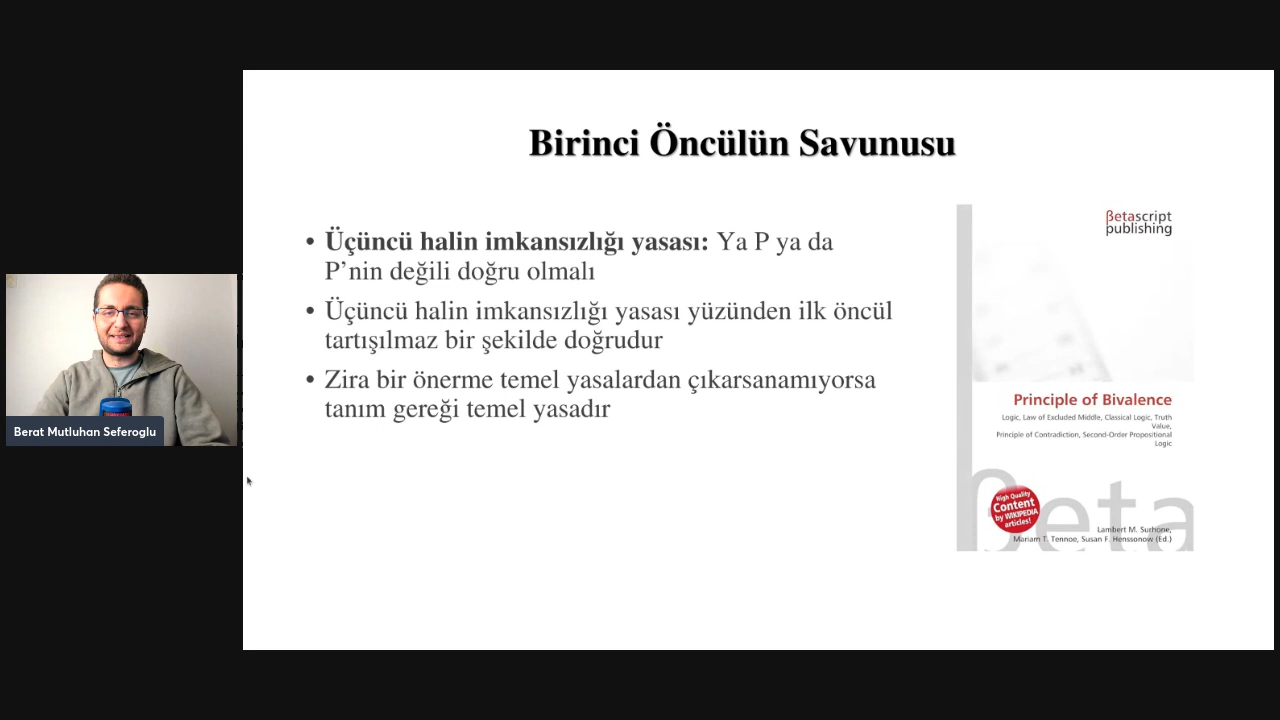 Birinci Öncülün Savunusu
• Üçüncü halin imkansızlığı yasası: Ya P ya da
P’nin değili doğru olmalı
• Üçüncü halin imkansızlığı yasası yüzünden ilk öncül
tartışılmaz bir şekilde doğrudur
• Zira bir önerme temel yasalardan çıkarsanamıyorsa
tanım gereği temel yasadır
βetascript
publishing
Principle of Bivalence
Logic, Law of Excluded Middle, Classical Logic, Truth
Value,
Principle of Contradiction, Second-Order Propositional
Logic
High Quality
Content
by WIKIPEDIA
articles!
βeta
Lambert M. Surhone,
Mariam T. Tennoe, Susan F. Henssonow (Ed.)
Berat Mutluhan Seferoglu